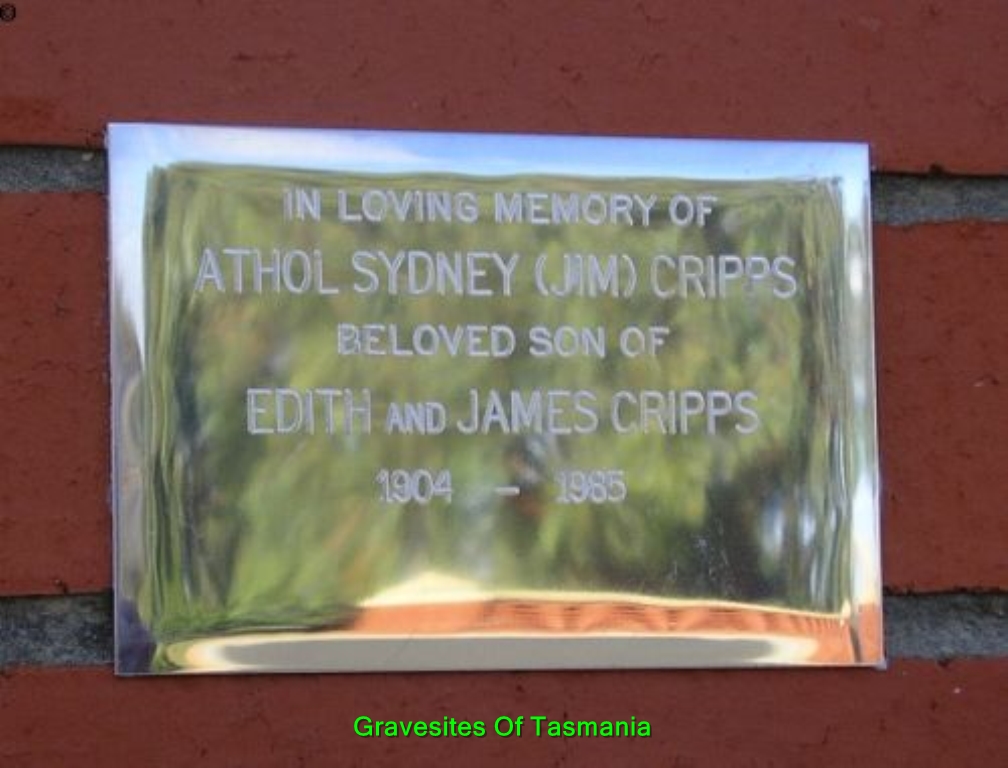 IN LOVING MEMORY OF
ATHOL SYDNEY (JIM) CRIPPS
BELOVED SON OF
EDITH AND JAMES CRIPPS
1904 - 1985
Gravesites Of Tasmania